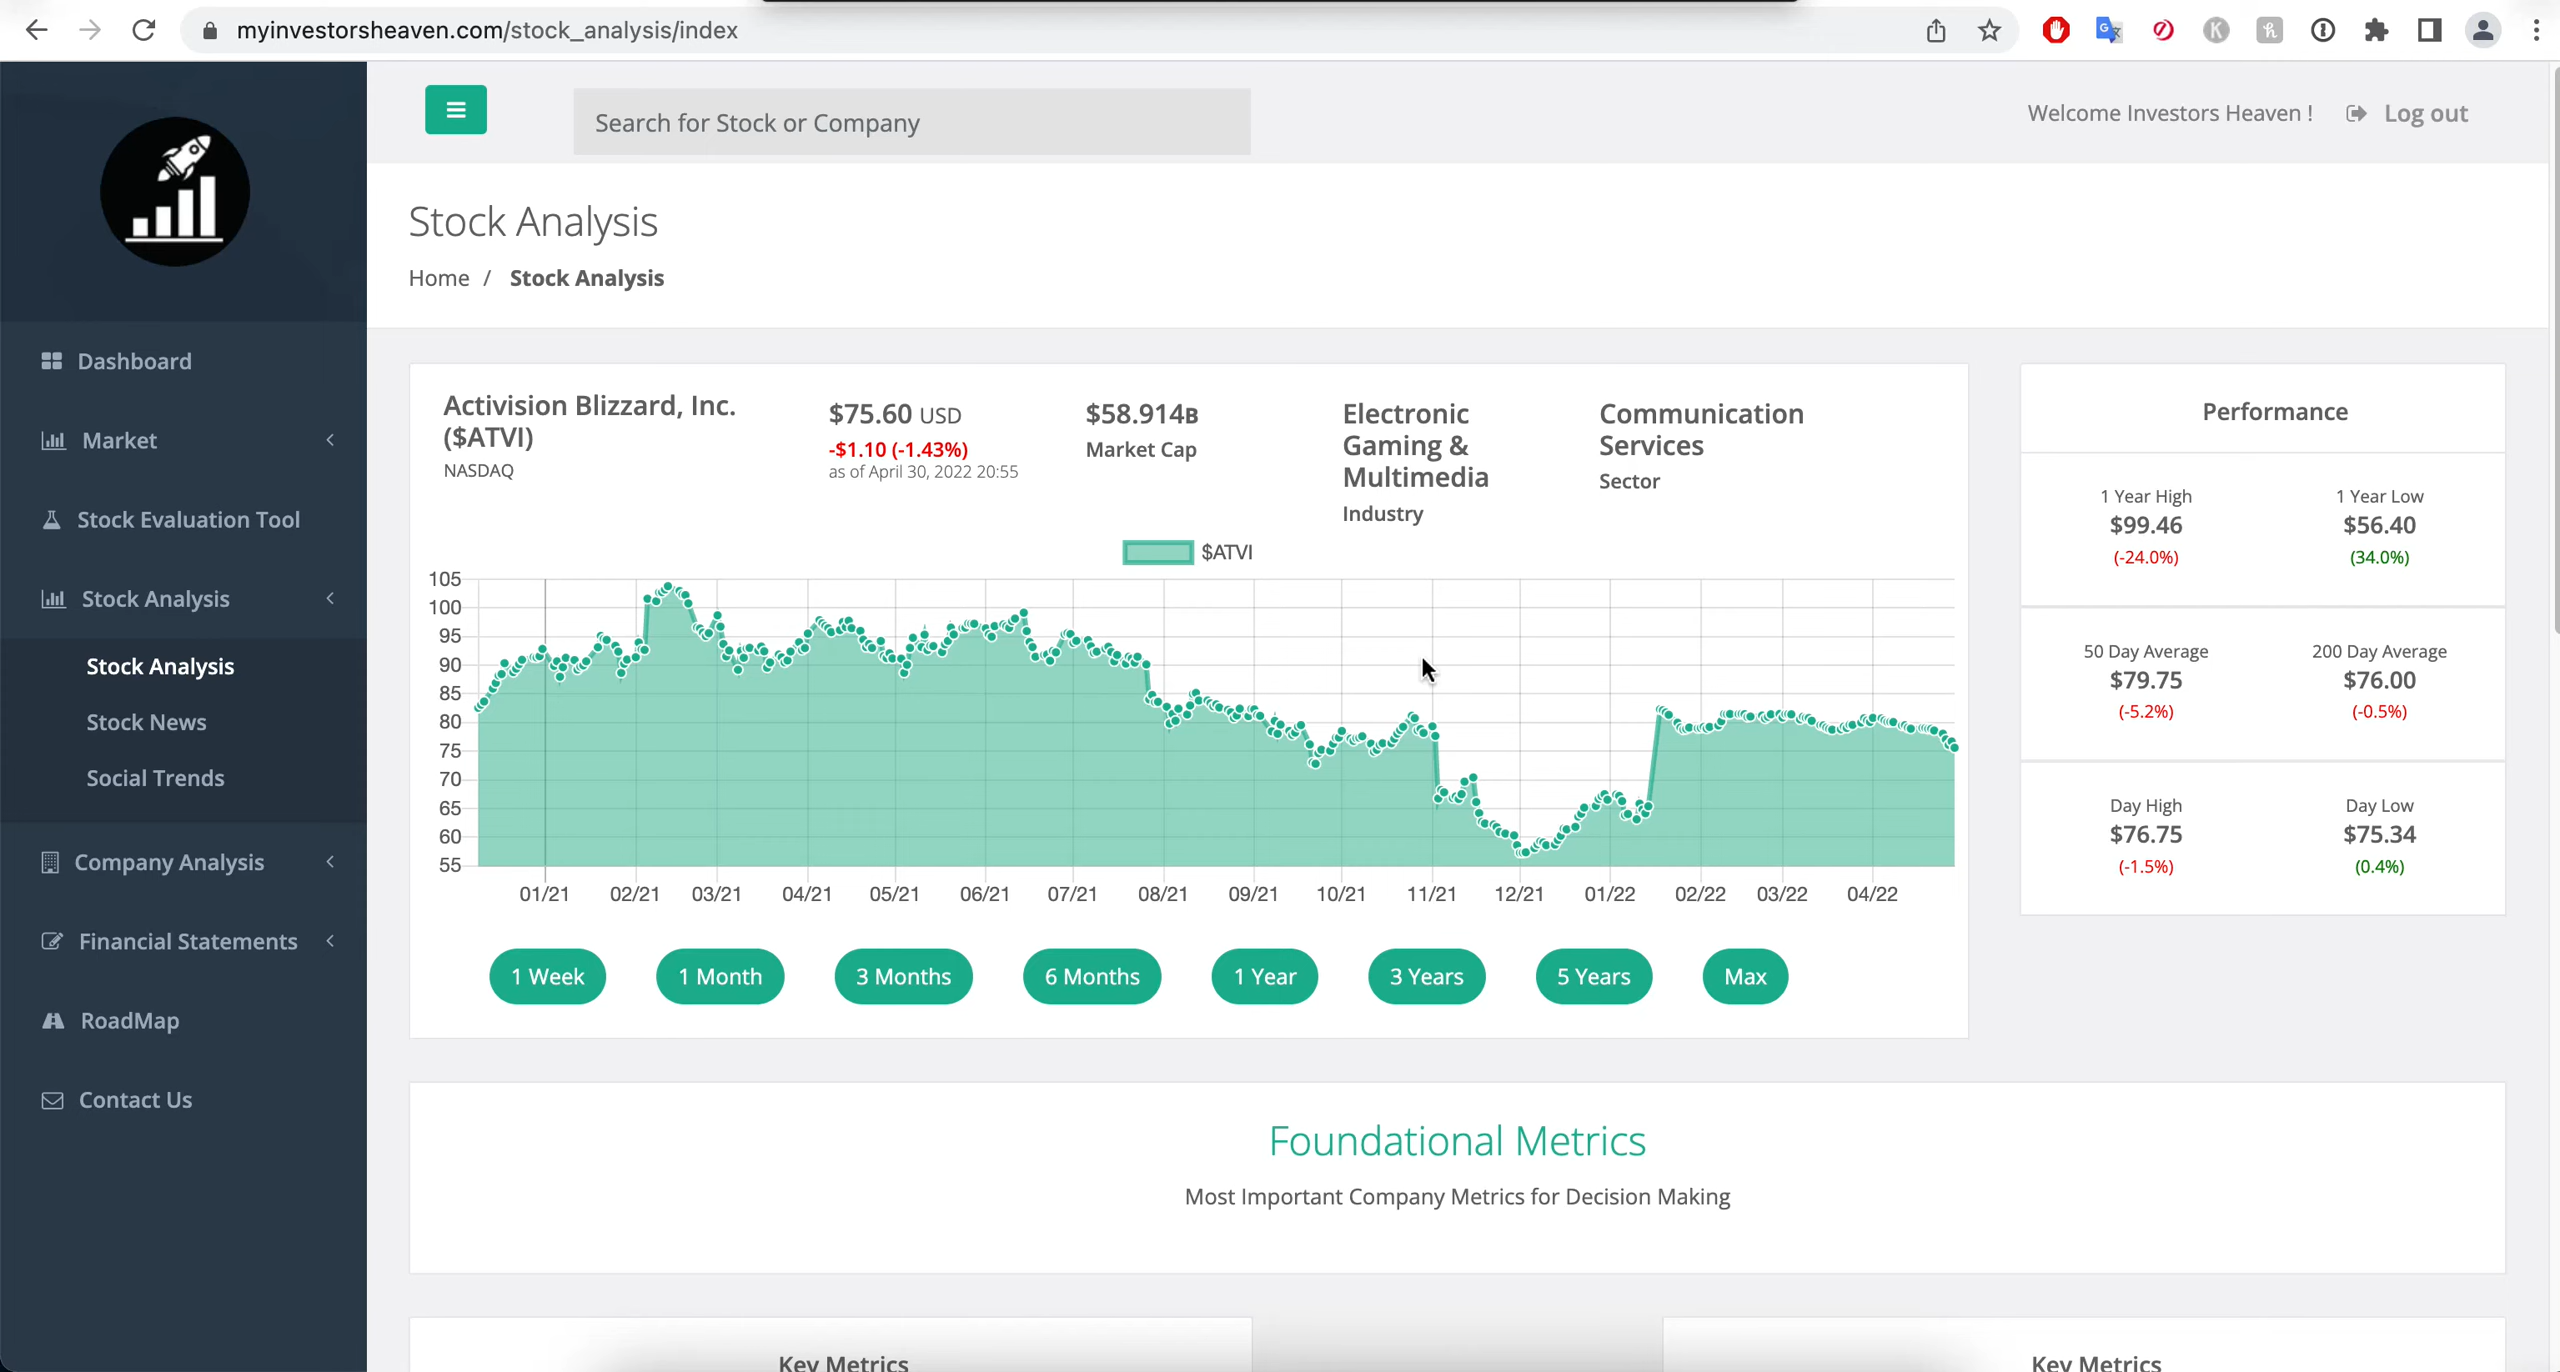 myinvestorsheaven.com/stock_analysis/index
Search for Stock or Company
Welcome Investors Heaven !
Log out
Stock Analysis
Home / Stock Analysis
Dashboard
Market
Stock Evaluation Tool
Stock Analysis
Stock Analysis
Stock News
Social Trends
Company Analysis
Financial Statements
RoadMap
Contact Us
Activision Blizzard, Inc.
($ATVI)
NASDAQ
$75.60 USD
-$1.10 (-1.43%)
as of April 30, 2022 20:55
$58.914B
Market Cap
Electronic
Gaming &
Multimedia
Industry
Communication
Services
Sector
$ATVI
105
100
95
90
85
80
75
70
65
60
55
01/21 02/21 03/21 04/21 05/21 06/21 07/21 08/21 09/21 10/21 11/21 12/21 01/22 02/22 03/22 04/22
1 Week 1 Month 3 Months 6 Months 1 Year 3 Years 5 Years Max
Performance
1 Year High
$99.46
(-24.0%)
1 Year Low
$56.40
(34.0%)
50 Day Average
$79.75
(-5.2%)
200 Day Average
$76.00
(-0.5%)
Day High
$76.75
(-1.5%)
Day Low
$75.34
(0.4%)
Foundational Metrics
Most Important Company Metrics for Decision Making
Key Metrics
Key Metrics